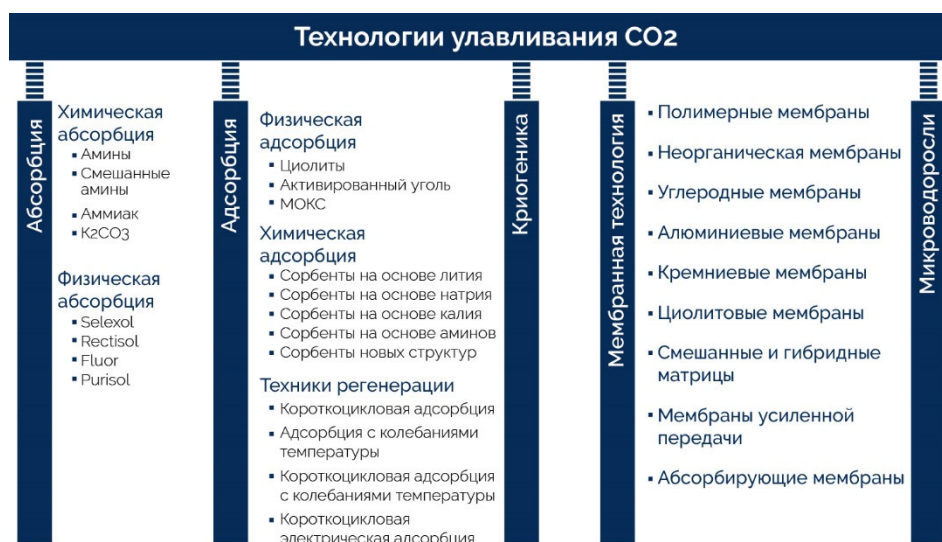 Технологии улавливания CO2
Абсорбция
Химическая
абсорбция
Амины
Смешанные
амины
Аммиак
K2CO3
Физическая
абсорбция
Selexol
Rectisol
Fluor
Purisol
Адсорбция
Физическая
адсорбция
Циолиты
Активированный уголь
МОКС
Химическая
адсорбция
Сорбенты на основе лития
Сорбенты на основе натрия
Сорбенты на основе калия
Сорбенты на основе аминов
Сорбенты новых структур
Техники регенерации
Короткоцикловая адсорбция
Адсорбция с колебаниями
температуры
Короткоцикловая адсорбция
с колебаниями температуры
Короткоцикловая
электрическая адсорбция
Криогеника
Мембранная технология
Полимерные мембраны
Неорганическая мембраны
Углеродные мембраны
Алюминиевые мембраны
Кремниевые мембраны
Циолитовые мембраны
Смешанные и гибридные
матрицы
Мембраны усиленной
передачи
Абсорбирующие мембраны
Микроводоросли